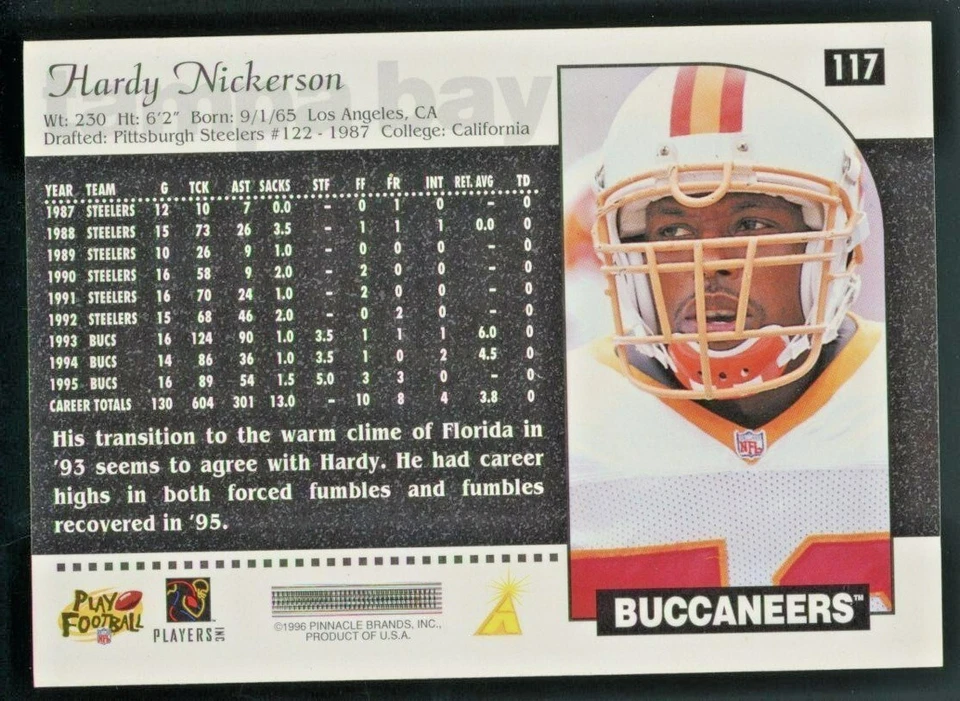 Hardy Nickerson
tampa bay
117
Wt: 230 Ht: 6'2" Born: 9/1/65 Los Angeles, CA
Drafted: Pittsburgh Steelers #122 - 1987 College: California
YEAR TEAM G TCK AST SACKS STF FF FR INT RET. AVG TD
1987 STEELERS 12 10 7 0.0 - 0 1 0 - 0
1988 STEELERS 15 73 26 3.5 - 1 1 1 0.0 0
1989 STEELERS 10 26 9 1.0 - 0 0 0 - 0
1990 STEELERS 16 58 9 2.0 - 2 0 0 - 0
1991 STEELERS 16 70 24 1.0 - 2 0 0 - 0
1992 STEELERS 15 68 46 2.0 - 0 2 0 - 0
1993 BUCS 16 124 90 1.0 3.5 1 1 1 6.0 0
1994 BUCS 14 86 36 1.0 3.5 1 0 2 4.5 0
1995 BUCS 16 89 54 1.5 5.0 3 3 0 - 0
CAREER TOTALS 130 604 301 13.0 - 10 8 4 3.8 0
His transition to the warm clime of Florida in
'93 seems to agree with Hardy. He had career
highs in both forced fumbles and fumbles
recovered in '95.
NFL
BUCCANEERS™
PLAY
FOOTBALL
NFL
PLAYERS INC
©1996 PINNACLE BRANDS, INC.,
PRODUCT OF U.S.A.